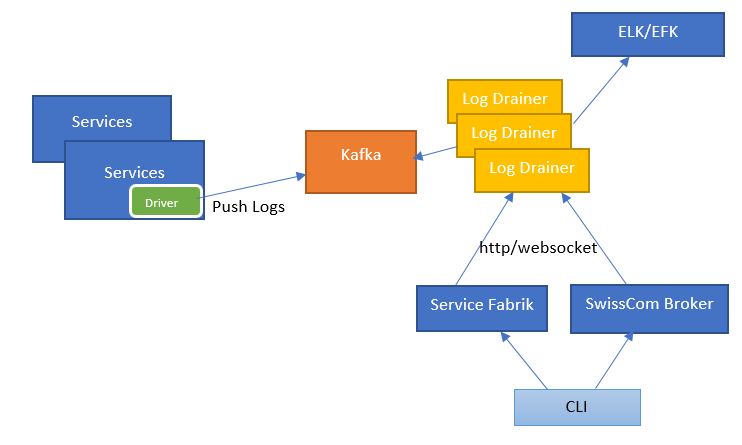 ELK/EFK
Log Drainer
Services
Log Drainer
Kafka
Log Drainer
Services
Driver
Push Logs
http/websocket
Service Fabrik
SwissCom Broker
CLI